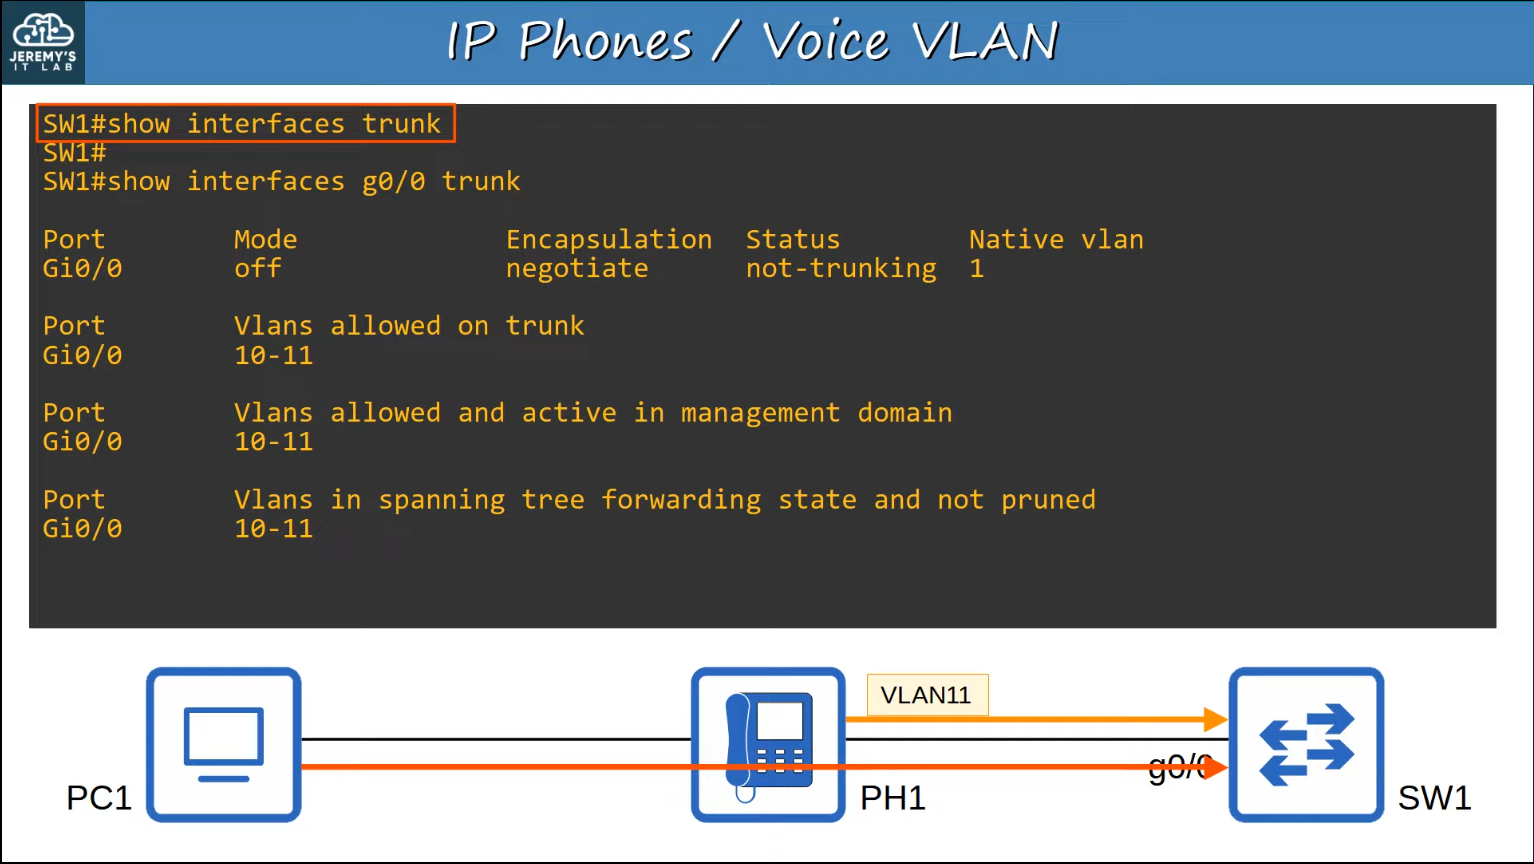 JEREMY'S
IT LAB
IP Phones / Voice VLAN
SW1#show interfaces trunk
SW1#
SW1#show interfaces g0/0 trunk
Port Mode Encapsulation Status Native vlan
Gi0/0 off negotiate not-trunking 1
Port Vlans allowed on trunk
Gi0/0 10-11
Port Vlans allowed and active in management domain
Gi0/0 10-11
Port Vlans in spanning tree forwarding state and not pruned
Gi0/0 10-11
VLAN11
g0/0
PC1 PH1 SW1